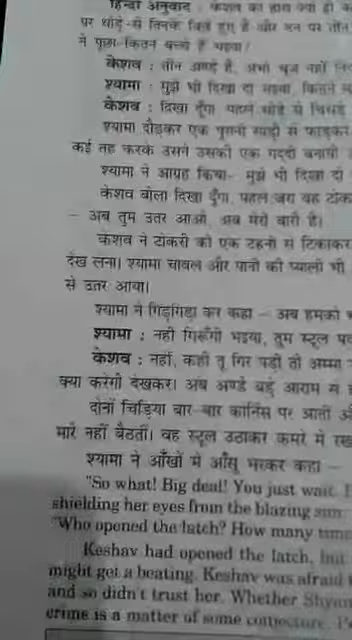 हिन्दी अनुवाद : केशव का हाथ ज्यों ही क
पर थोड़े से तिनके बिछे हुए हैं और उन पर तीन
ने पूछा-कितने बच्चे हैं भइया?
केशव : तीन अण्डे हैं, अभी चूजे नहीं निक
श्यामा : मुझे भी दिखा दो भइया, कितने
केशव : दिखा दूँगा पहले थोड़े से चिथड़े
श्यामा दौड़कर एक पुरानी साड़ी से फाड़कर
कई तह करके उसने उसकी एक गद्दी बनायी
श्यामा ने आग्रह किया- मुझे भी दिखा दो
केशव बोला दिखा दूँगा, पहले जरा वह टोक
– अब तुम उतर आओ, अब मेरी बारी है।
केशव ने टोकरी को एक टहनी से टिकाकर
देख लेना। श्यामा चावल और पानी की प्याली भी
से उतर आया।
श्यामा ने गिड़गिड़ा कर कहा – अब हमको
श्यामा : नहीं गिरूँगी भइया, तुम स्टूल प
केशव : नहीं, कहीं तू गिर पड़ी तो अम्मा
क्या करेगी देखकर। अब अण्डे बड़े आराम से
दोनों चिड़िया बार-बार कार्निस पर आतीं औ
मारे नहीं बैठतीं। वह स्टूल उठाकर कमरे में रख
श्यामा ने आँखों में आँसू भरकर कहा –
"So what! Big deal! You just wait.
shielding her eyes from the blazing sun
"Who opened the latch? How many time
Keshav had opened the latch, but
might get a beating. Keshav was afraid
and so didn't trust her. Whether Shyam
crime is a matter of some conjecture.